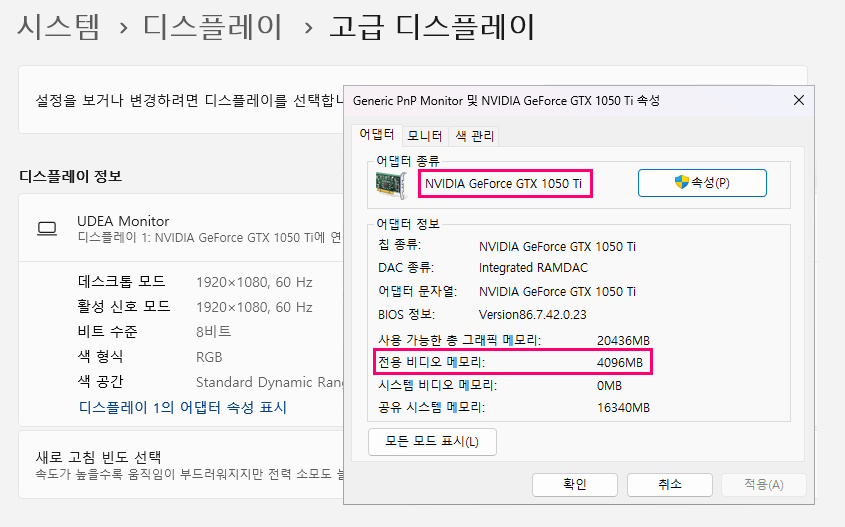 시스템 › 디스플레이 › 고급 디스플레이
설정을 보거나 변경하려면 디스플레이를 선택합니
디스플레이 정보
UDEA Monitor
디스플레이 1: NVIDIA GeForce GTX 1050 Ti에 연
데스크톱 모드 1920×1080, 60 Hz
활성 신호 모드 1920×1080, 60 Hz
비트 수준 8비트
색 형식 RGB
색 공간 Standard Dynamic Rang
디스플레이 1의 어댑터 속성 표시
새로 고침 빈도 선택
속도가 높을수록 움직임이 부드러워지지만 전력 소모도 늘
Generic PnP Monitor 및 NVIDIA GeForce GTX 1050 Ti 속성
어댑터 모니터 색 관리
어댑터 종류
NVIDIA GeForce GTX 1050 Ti 속성(P)
어댑터 정보
칩 종류: NVIDIA GeForce GTX 1050 Ti
DAC 종류: Integrated RAMDAC
어댑터 문자열: NVIDIA GeForce GTX 1050 Ti
BIOS 정보: Version86.7.42.0.23
사용 가능한 총 그래픽 메모리: 20436MB
전용 비디오 메모리: 4096MB
시스템 비디오 메모리: 0MB
공유 시스템 메모리: 16340MB
모든 모드 표시(L)
확인 취소 적용(A)